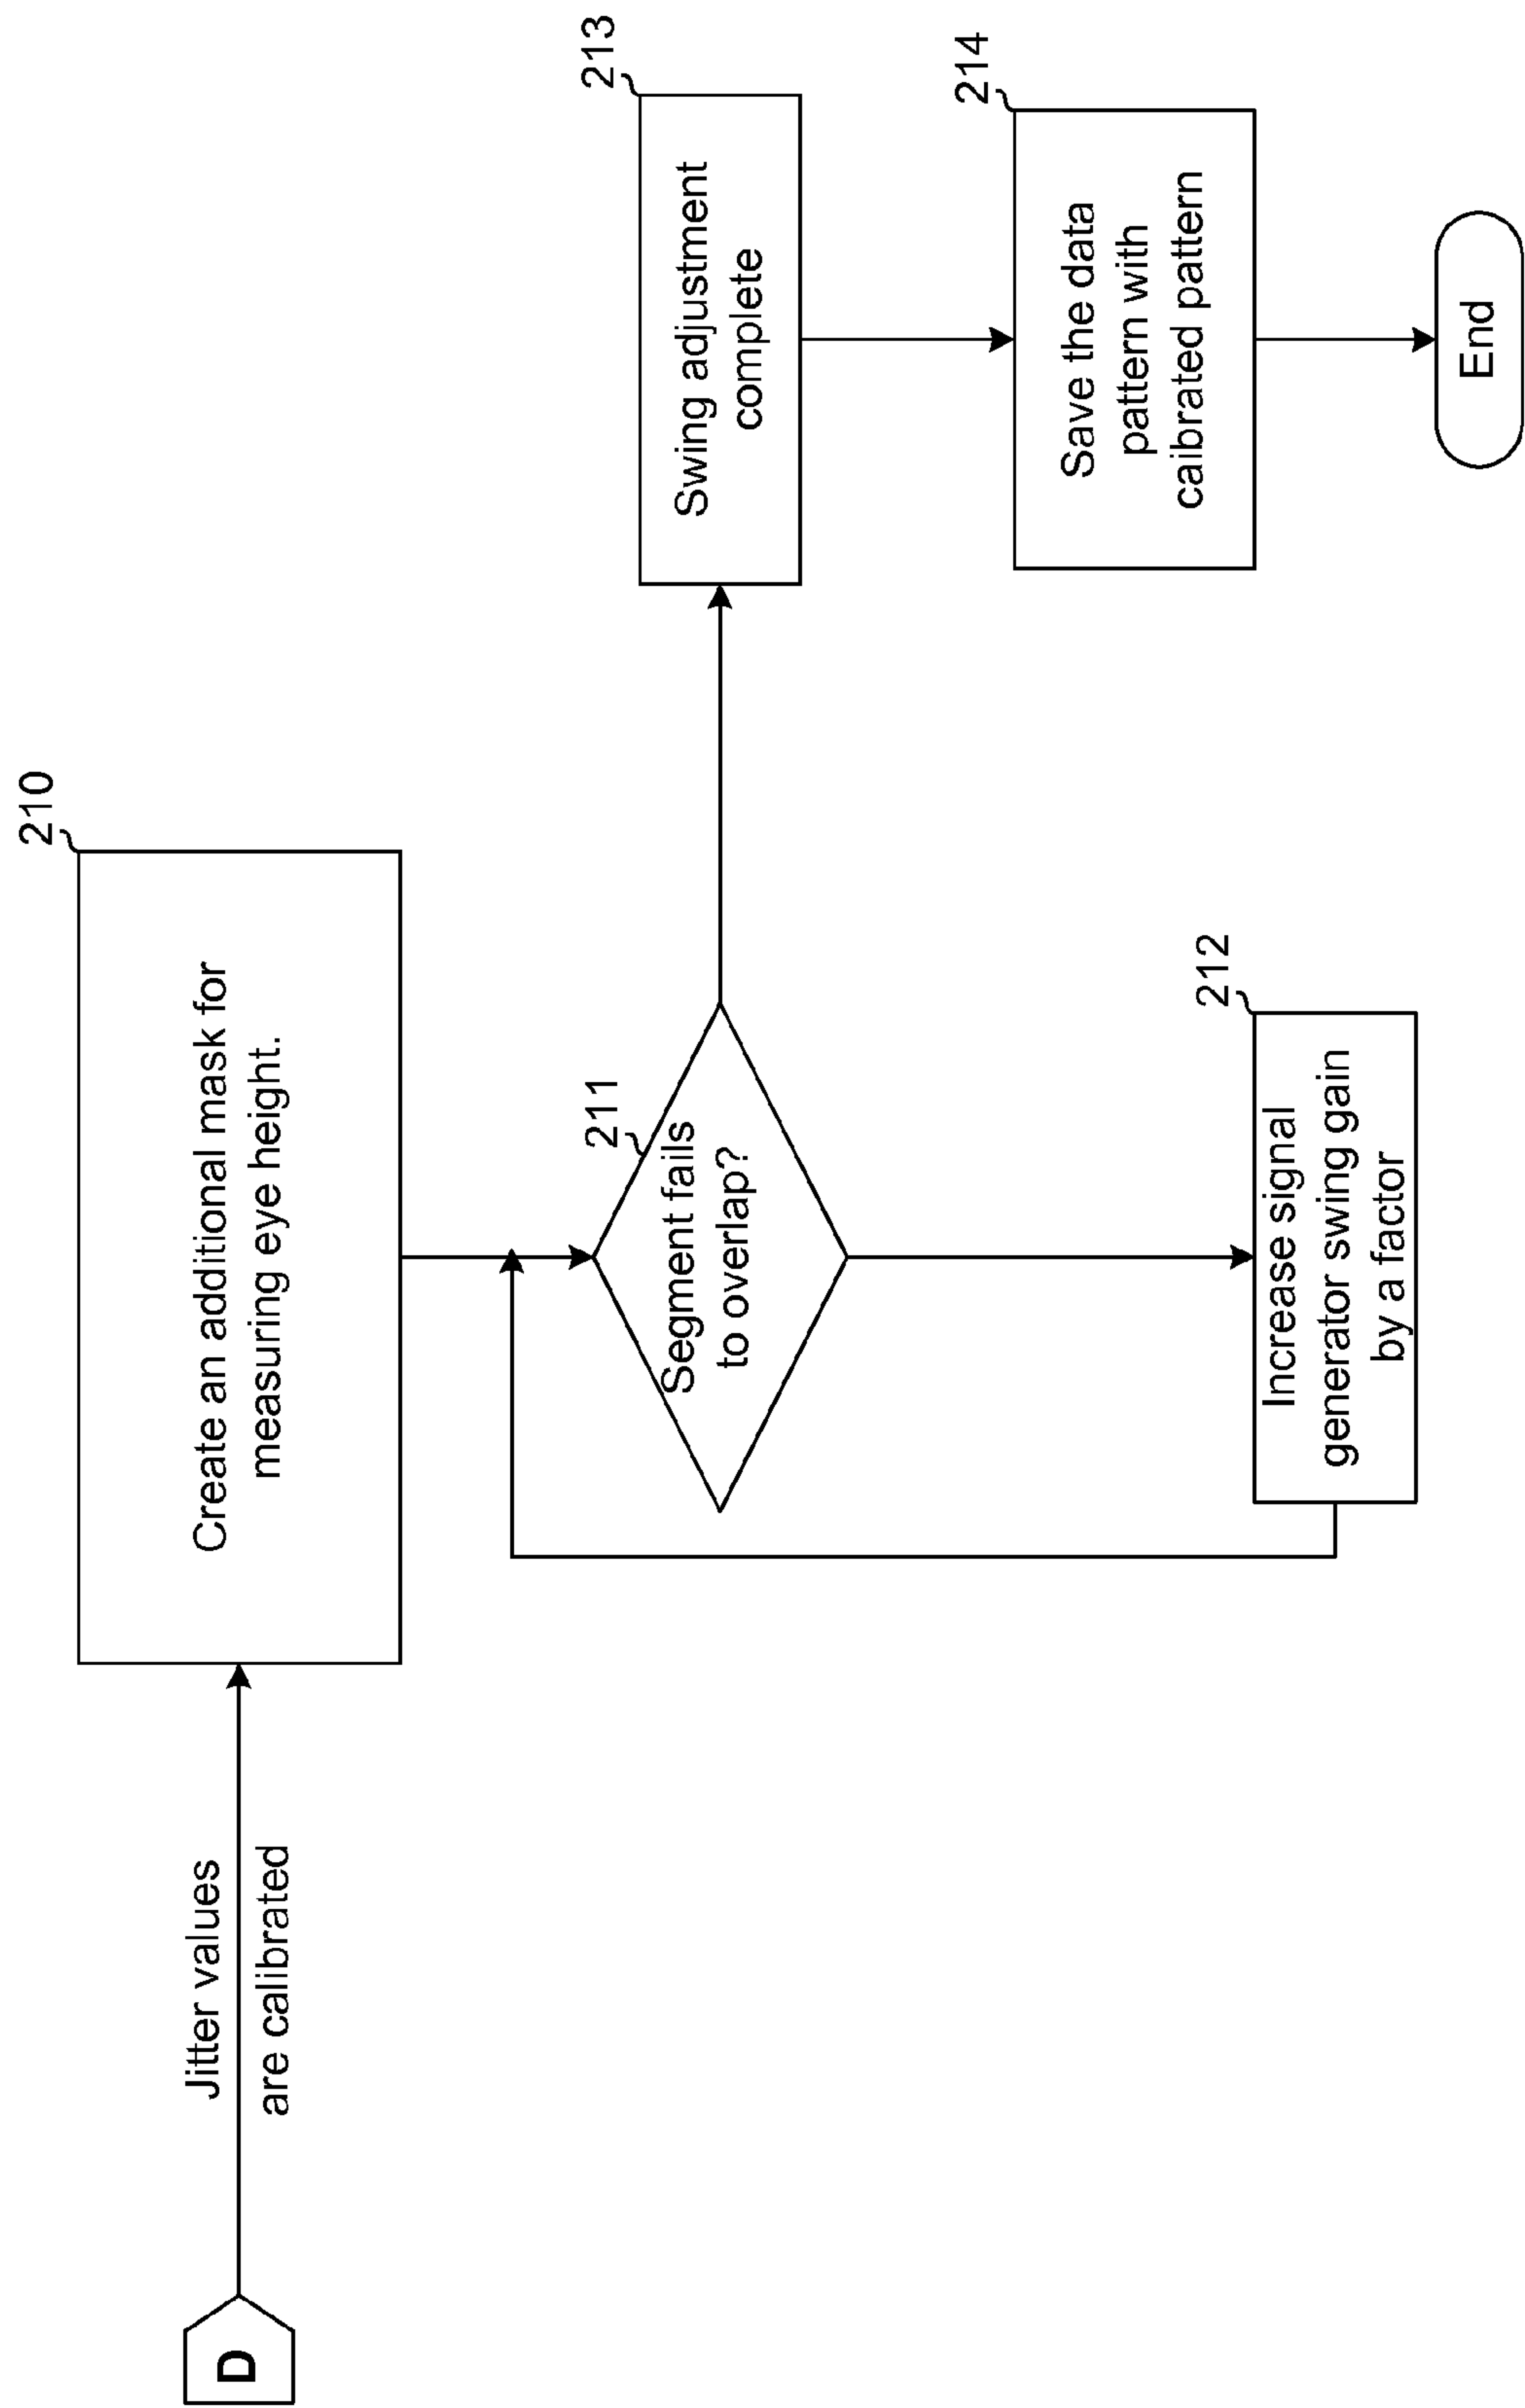 D
Jitter values
are calibrated
210
Create an additional mask for
measuring eye height.
211
Segment fails
to overlap?
212
Increase signal
generator swing gain
by a factor
213
Swing adjustment
complete
214
Save the data
pattern with
caibrated pattern
End